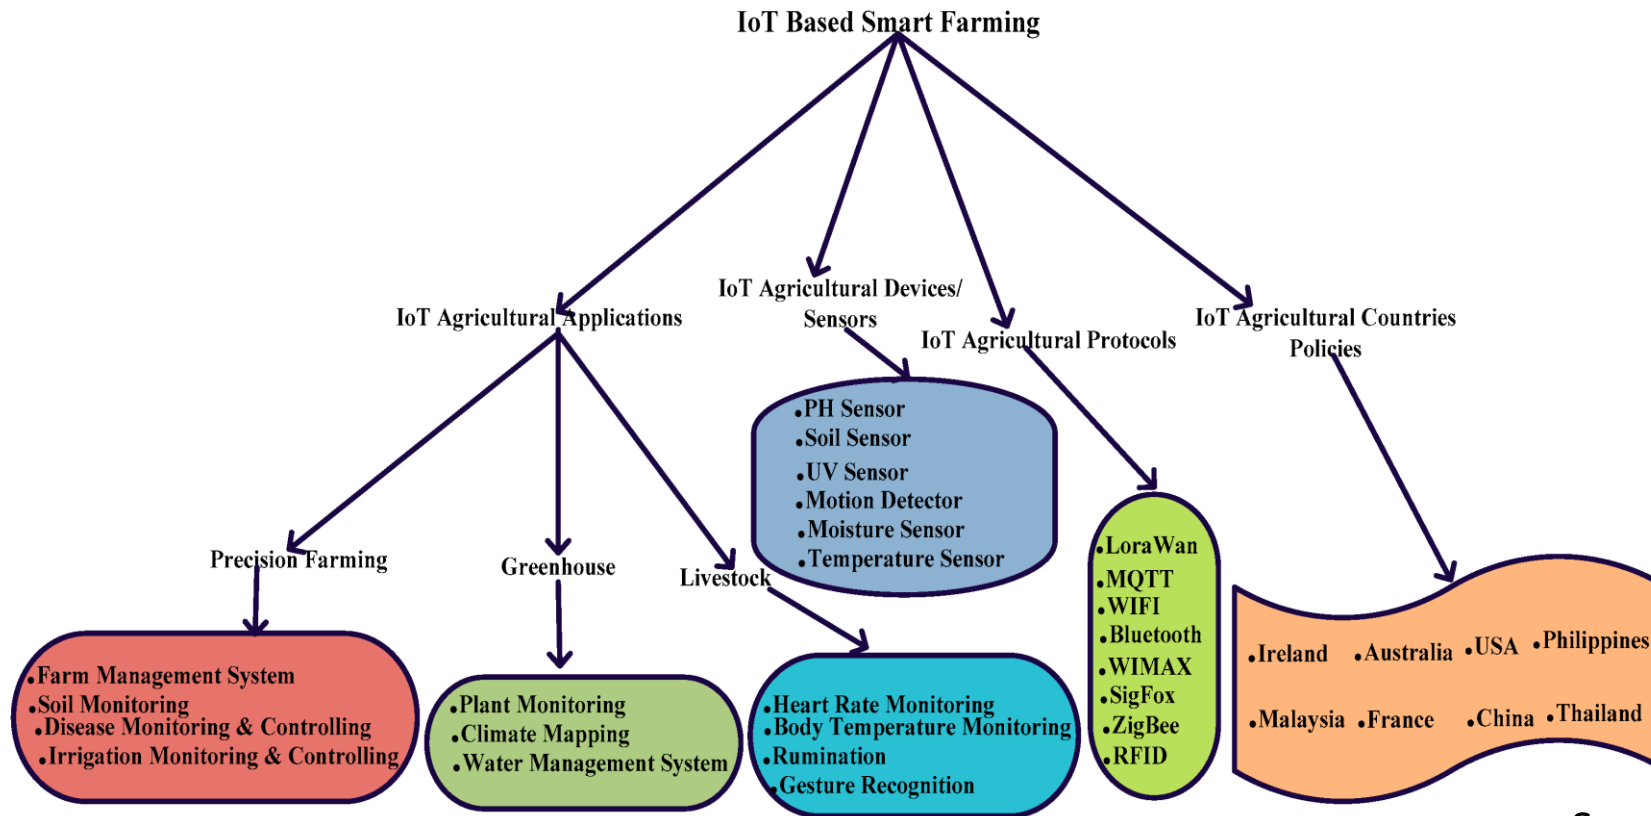 IoT Based Smart Farming
IoT Agricultural Applications
IoT Agricultural Devices/
Sensors
IoT Agricultural Protocols
IoT Agricultural Countries
Policies
Precision Farming
Greenhouse
Livestock
.Farm Management System
.Soil Monitoring
.Disease Monitoring & Controlling
.Irrigation Monitoring & Controlling
.Plant Monitoring
.Climate Mapping
.Water Management System
.Heart Rate Monitoring
.Body Temperature Monitoring
.Rumination
.Gesture Recognition
.PH Sensor
.Soil Sensor
.UV Sensor
.Motion Detector
.Moisture Sensor
.Temperature Sensor
.LoraWan
.MQTT
.WIFI
.Bluetooth
.WIMAX
.SigFox
.ZigBee
.RFID
.Ireland .Australia .USA .Philippines
.Malaysia .France .China .Thailand